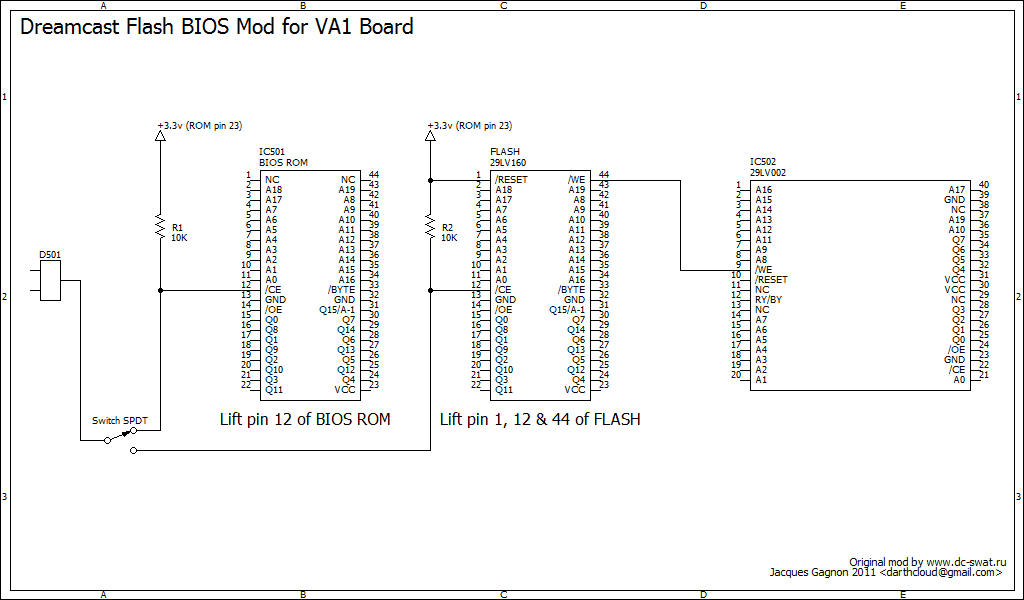 A B C D E
Dreamcast Flash BIOS Mod for VA1 Board
1 1
+3.3v (ROM pin 23)
+3.3v (ROM pin 23)
R1
10K
D501
Switch SPDT
IC501
BIOS ROM
1 NC NC 44
2 A18 A19 43
3 A17 A8 42
4 A7 A9 41
5 A6 A10 40
6 A5 A11 39
7 A4 A12 38
8 A3 A13 37
9 A2 A14 36
10 A1 A15 35
11 A0 A16 34
12 /CE /BYTE 33
13 GND GND 32
14 /OE Q15/A-1 31
15 Q0 Q7 30
16 Q8 Q14 29
17 Q1 Q6 28
18 Q9 Q13 27
19 Q2 Q5 26
20 Q10 Q12 25
21 Q3 Q4 24
22 Q11 VCC 23
Lift pin 12 of BIOS ROM
R2
10K
FLASH
29LV160
1 /RESET /WE 44
2 A18 A19 43
3 A17 A8 42
4 A7 A9 41
5 A6 A10 40
6 A5 A11 39
7 A4 A12 38
8 A3 A13 37
9 A2 A14 36
10 A1 A15 35
11 A0 A16 34
12 /CE /BYTE 33
13 GND GND 32
14 /OE Q15/A-1 31
15 Q0 Q7 30
16 Q8 Q14 29
17 Q1 Q6 28
18 Q9 Q13 27
19 Q2 Q5 26
20 Q10 Q12 25
21 Q3 Q4 24
22 Q11 VCC 23
Lift pin 1, 12 & 44 of FLASH
IC502
29LV002
1 A16 A17 40
2 A15 GND 39
3 A14 NC 38
4 A13 A19 37
5 A12 A10 36
6 A11 Q7 35
7 A9 Q6 34
8 A8 Q5 33
9 /WE Q4 32
10 /RESET VCC 31
11 NC VCC 30
12 RY/BY NC 29
13 NC Q3 28
14 A7 Q2 27
15 A6 Q1 26
16 A5 Q0 25
17 A4 /OE 24
18 A3 GND 23
19 A2 /CE 22
20 A1 A0 21
2 2
3 3
Original mod by www.dc-swat.ru
Jacques Gagnon 2011 <darthcloud@gmail.com>
A B C D E